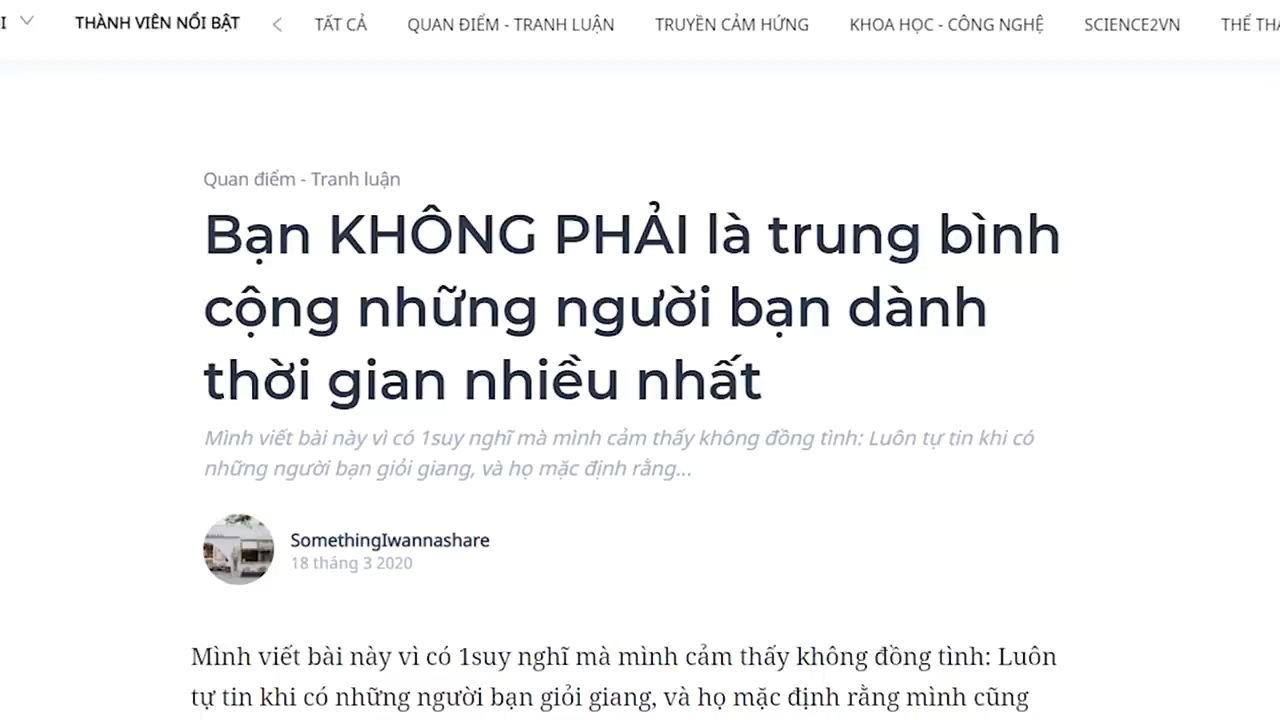 THÀNH VIÊN NỔI BẬT < TẤT CẢ QUAN ĐIỂM - TRANH LUẬN TRUYỀN CẢM HỨNG KHOA HỌC - CÔNG NGHỆ SCIENCE2VN THỂ
Quan điểm - Tranh luận
Bạn KHÔNG PHẢI là trung bình
cộng những người bạn dành
thời gian nhiều nhất
Mình viết bài này vì có 1suy nghĩ mà mình cảm thấy không đồng tình: Luôn tự tin khi có
những người bạn giỏi giang, và họ mặc định rằng...
SomethingIwannashare
18 tháng 3 2020
Mình viết bài này vì có 1suy nghĩ mà mình cảm thấy không đồng tình: Luôn
tự tin khi có những người bạn giỏi giang, và họ mặc định rằng mình cũng